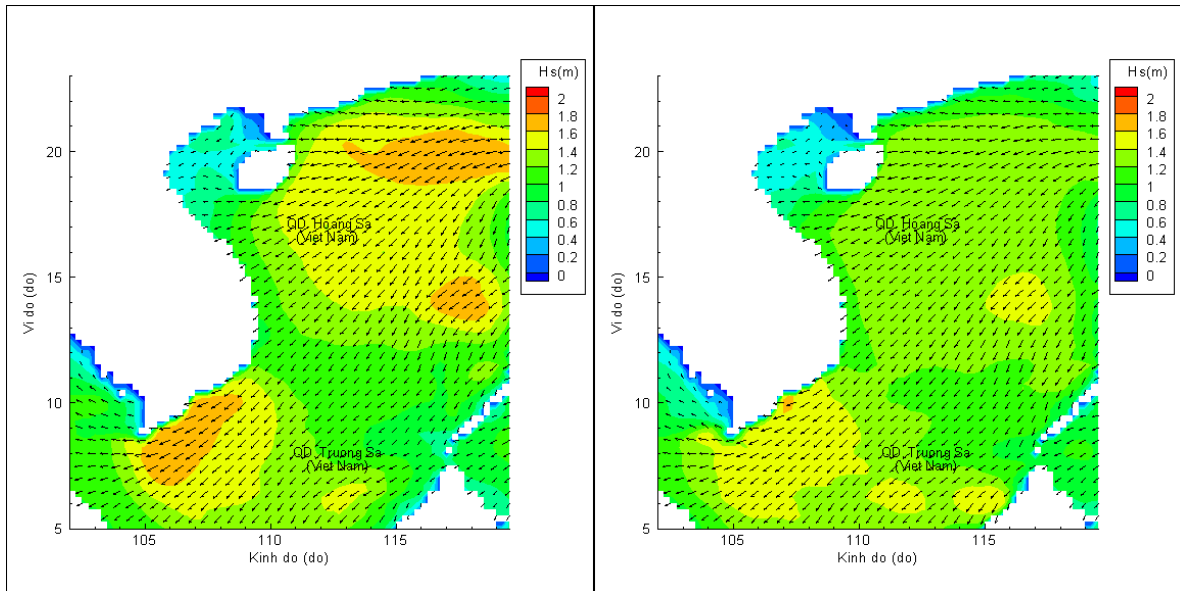 Hs(m)
2
1.8
1.6
1.4
1.2
1
0.8
0.6
0.4
0.2
0
20
15
10
5
Vi do (do)
QD. Hoang Sa
(Viet Nam)
QD. Truong Sa
(Viet Nam)
105
110
115
Kinh do (do)
Hs(m)
2
1.8
1.6
1.4
1.2
1
0.8
0.6
0.4
0.2
0
20
15
10
5
Vi do (do)
QD. Hoang Sa
(Viet Nam)
QD. Truong Sa
(Viet Nam)
105
110
115
Kinh do (do)